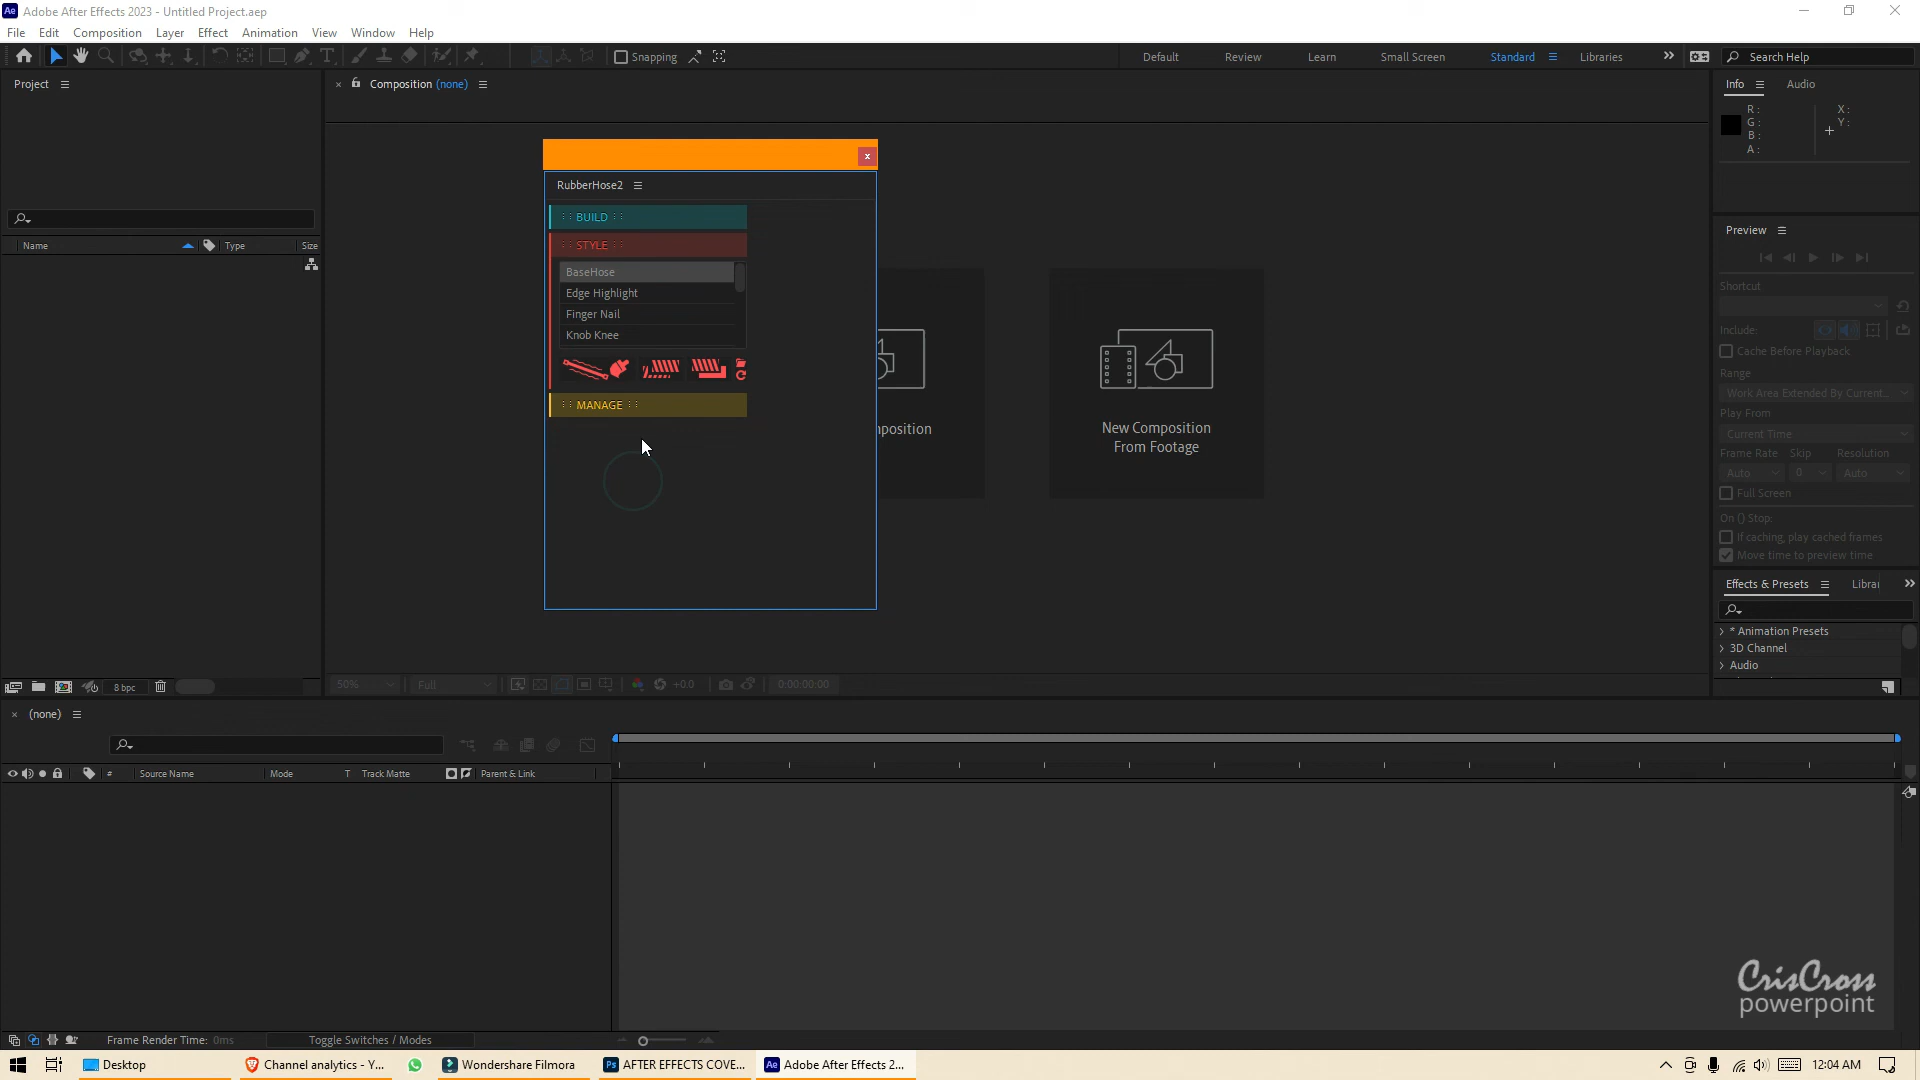 Ae Adobe After Effects 2023 - Untitled Project.aep
File Edit Composition Layer Effect Animation View Window Help
Snapping Default Review Learn Small Screen Standard Libraries Search Help
Project
Composition (none)
Info Audio
R :
G :
B :
A :
X :
Y :
x
RubberHose2
:: BUILD ::
:: STYLE ::
BaseHose
Edge Highlight
Finger Nail
Knob Knee
:: MANAGE ::
Name Type Size
New Composition
From Footage
Preview
Shortcut
Include:
Cache Before Playback
Range
Work Area Extended By Current...
Play From
Current Time
Frame Rate Skip Resolution
Auto 0 Auto
Full Screen
On () Stop:
If caching, play cached frames
Move time to preview time
Effects & Presets
* Animation Presets
3D Channel
Audio
8 bpc
50% Full +0.0 0:00:00:00
(none)
# Source Name Mode T Track Matte Parent & Link
CrisCross
powerpoint
Frame Render Time: 0ms Toggle Switches / Modes
Desktop Channel analytics - Y... Wondershare Filmora Ps AFTER EFFECTS COVE... Ae Adobe After Effects 2... 12:04 AM